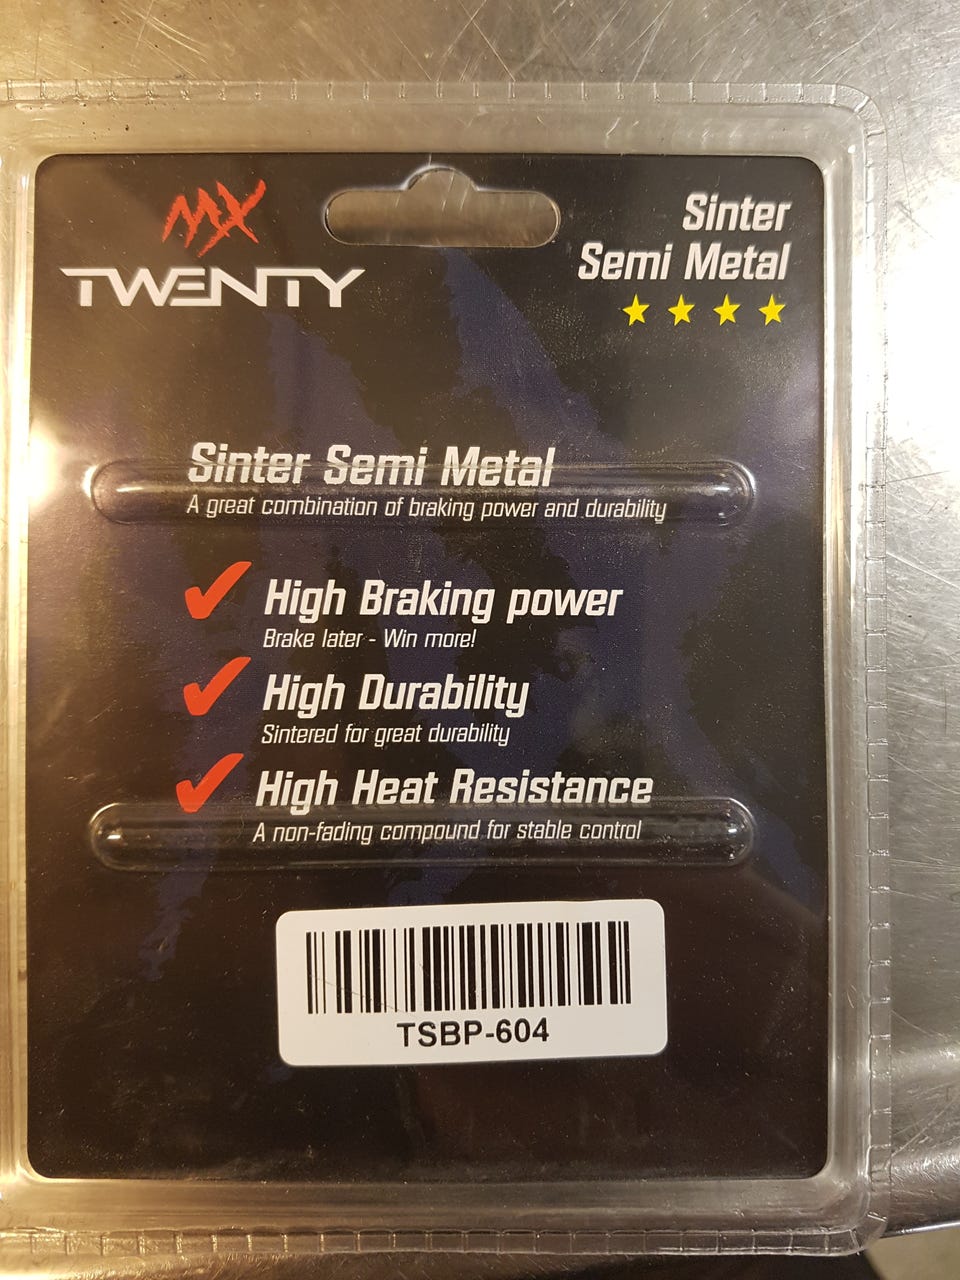 MX
TWENTY
Sinter
Semi Metal
Sinter Semi Metal
A great combination of braking power and durability
High Braking power
Brake later - Win more!
High Durability
Sintered for great durability
High Heat Resistance
A non-fading compound for stable control
TSBP-604